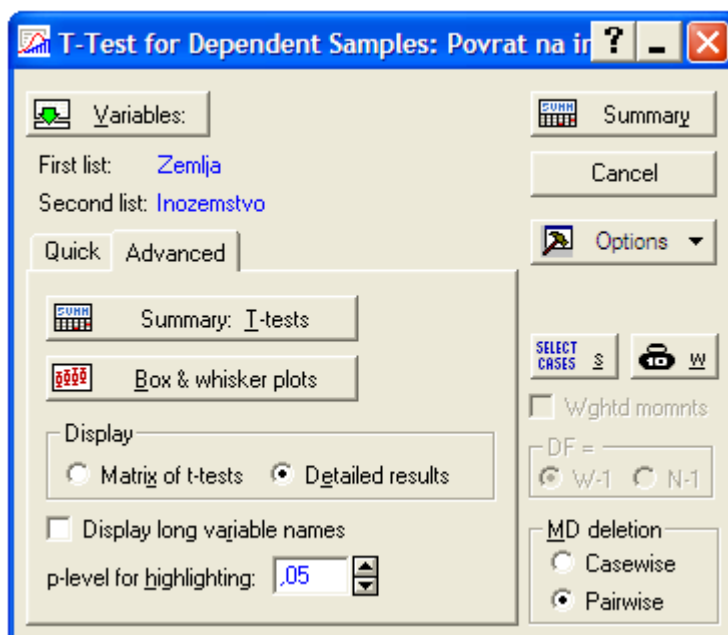 T-Test for Dependent Samples: Povrat na in
Variables:
First list: Zemlja
Second list: Inozemstvo
Quick Advanced
Summary: T-tests
Box & whisker plots
Display
Matrix of t-tests Detailed results
Display long variable names
p-level for highlighting: ,05
Summary
Cancel
Options
SELECT CASES S W
Wghtd momnts
DF =
W-1 N-1
MD deletion
Casewise
Pairwise